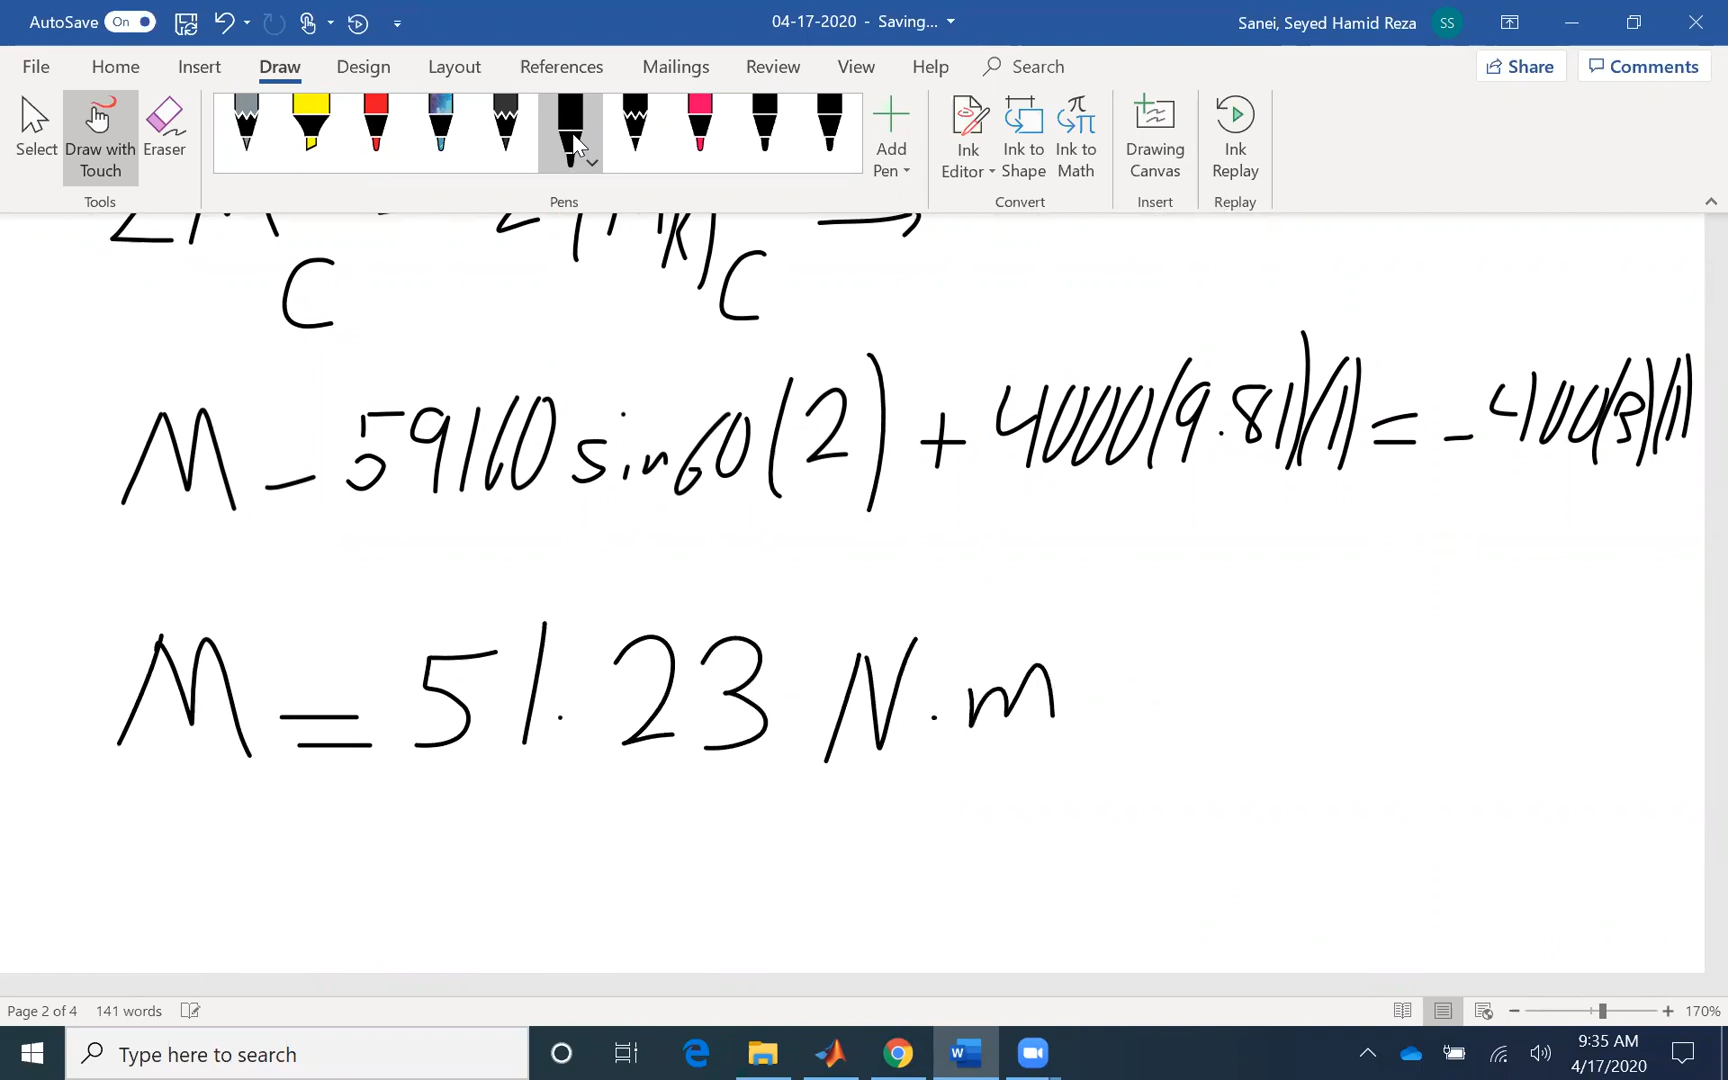 AutoSave On 04-17-2020 - Saving... Sanei, Seyed Hamid Reza SS
File Home Insert Draw Design Layout References Mailings Review View Help Search Share Comments
Select Draw with Touch Eraser Add Pen Ink Editor Ink to Shape Ink to Math Drawing Canvas Ink Replay
Tools Pens Convert Insert Replay
C C
M - 59160 sin60(2) + 4000(9.81)(1) = -400(3)(1)
M = 51.23 N.m
Page 2 of 4 141 words 170%
Type here to search 9:35 AM
4/17/2020